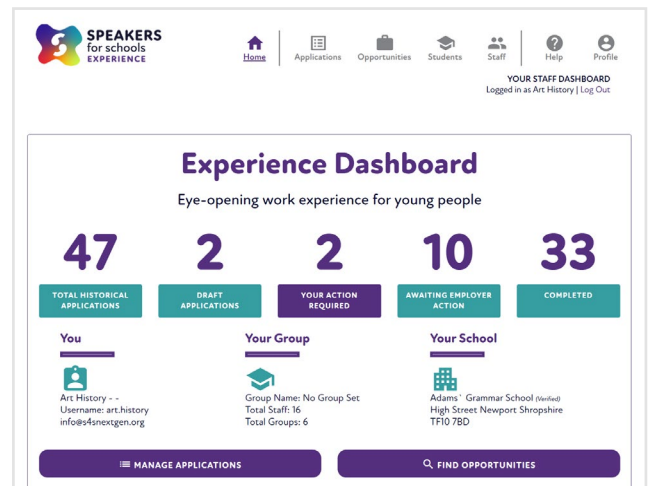 SPEAKERS
for schools
EXPERIENCE
Home
Applications
Opportunities
Students
Staff
Help
Profile
YOUR STAFF DASHBOARD
Logged in as Art History | Log Out
Experience Dashboard
Eye-opening work experience for young people
47
2
2
10
33
TOTAL HISTORICAL
APPLICATIONS
DRAFT
APPLICATIONS
YOUR ACTION
REQUIRED
AWAITING EMPLOYER
ACTION
COMPLETED
You
Art History - -
Username: art.history
info@s4snextgen.org
Your Group
Group Name: No Group Set
Total Staff: 16
Total Groups: 6
Your School
Adams` Grammar School (Verified)
High Street Newport Shropshire
TF10 7BD
MANAGE APPLICATIONS
FIND OPPORTUNITIES